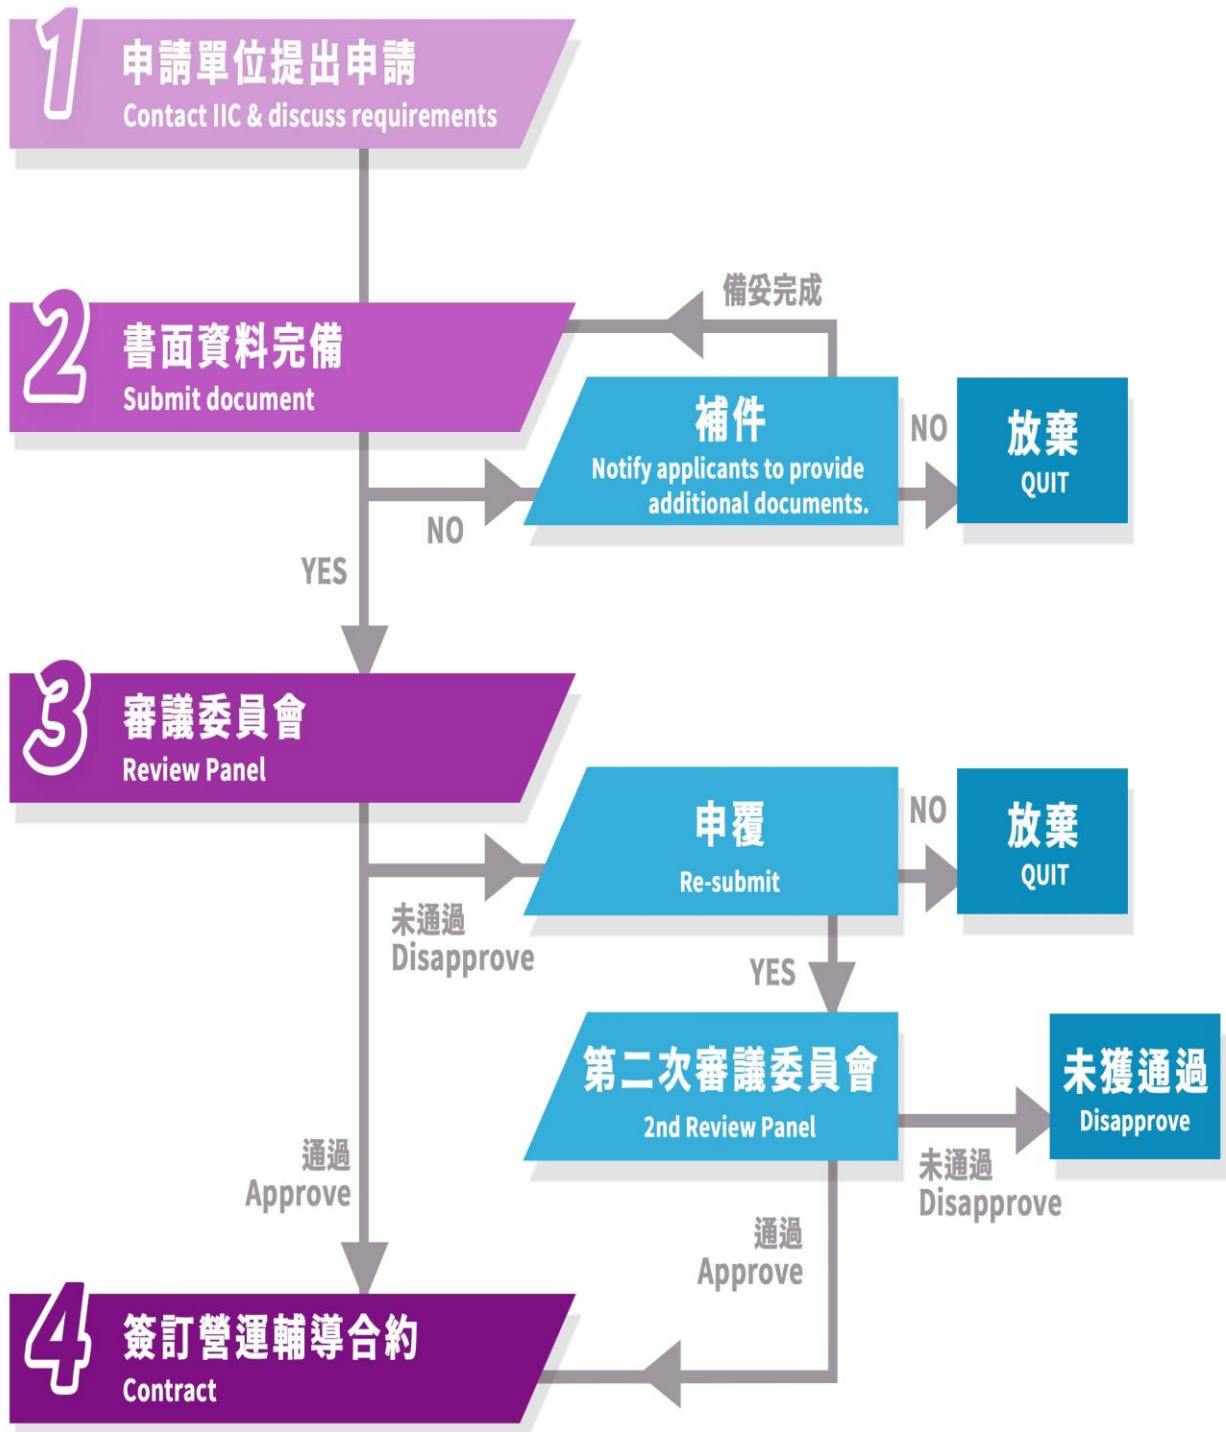 1
申請單位提出申請
Contact IIC & discuss requirements
備妥完成
2
書面資料完備
Submit document
補件
Notify applicants to provide
additional documents.
NO
放棄
QUIT
NO
YES
3
審議委員會
Review Panel
申覆
Re-submit
NO
放棄
QUIT
未通過
Disapprove
YES
第二次審議委員會
2nd Review Panel
未獲通過
Disapprove
通過
Approve
未通過
Disapprove
通過
Approve
4
簽訂營運輔導合約
Contract